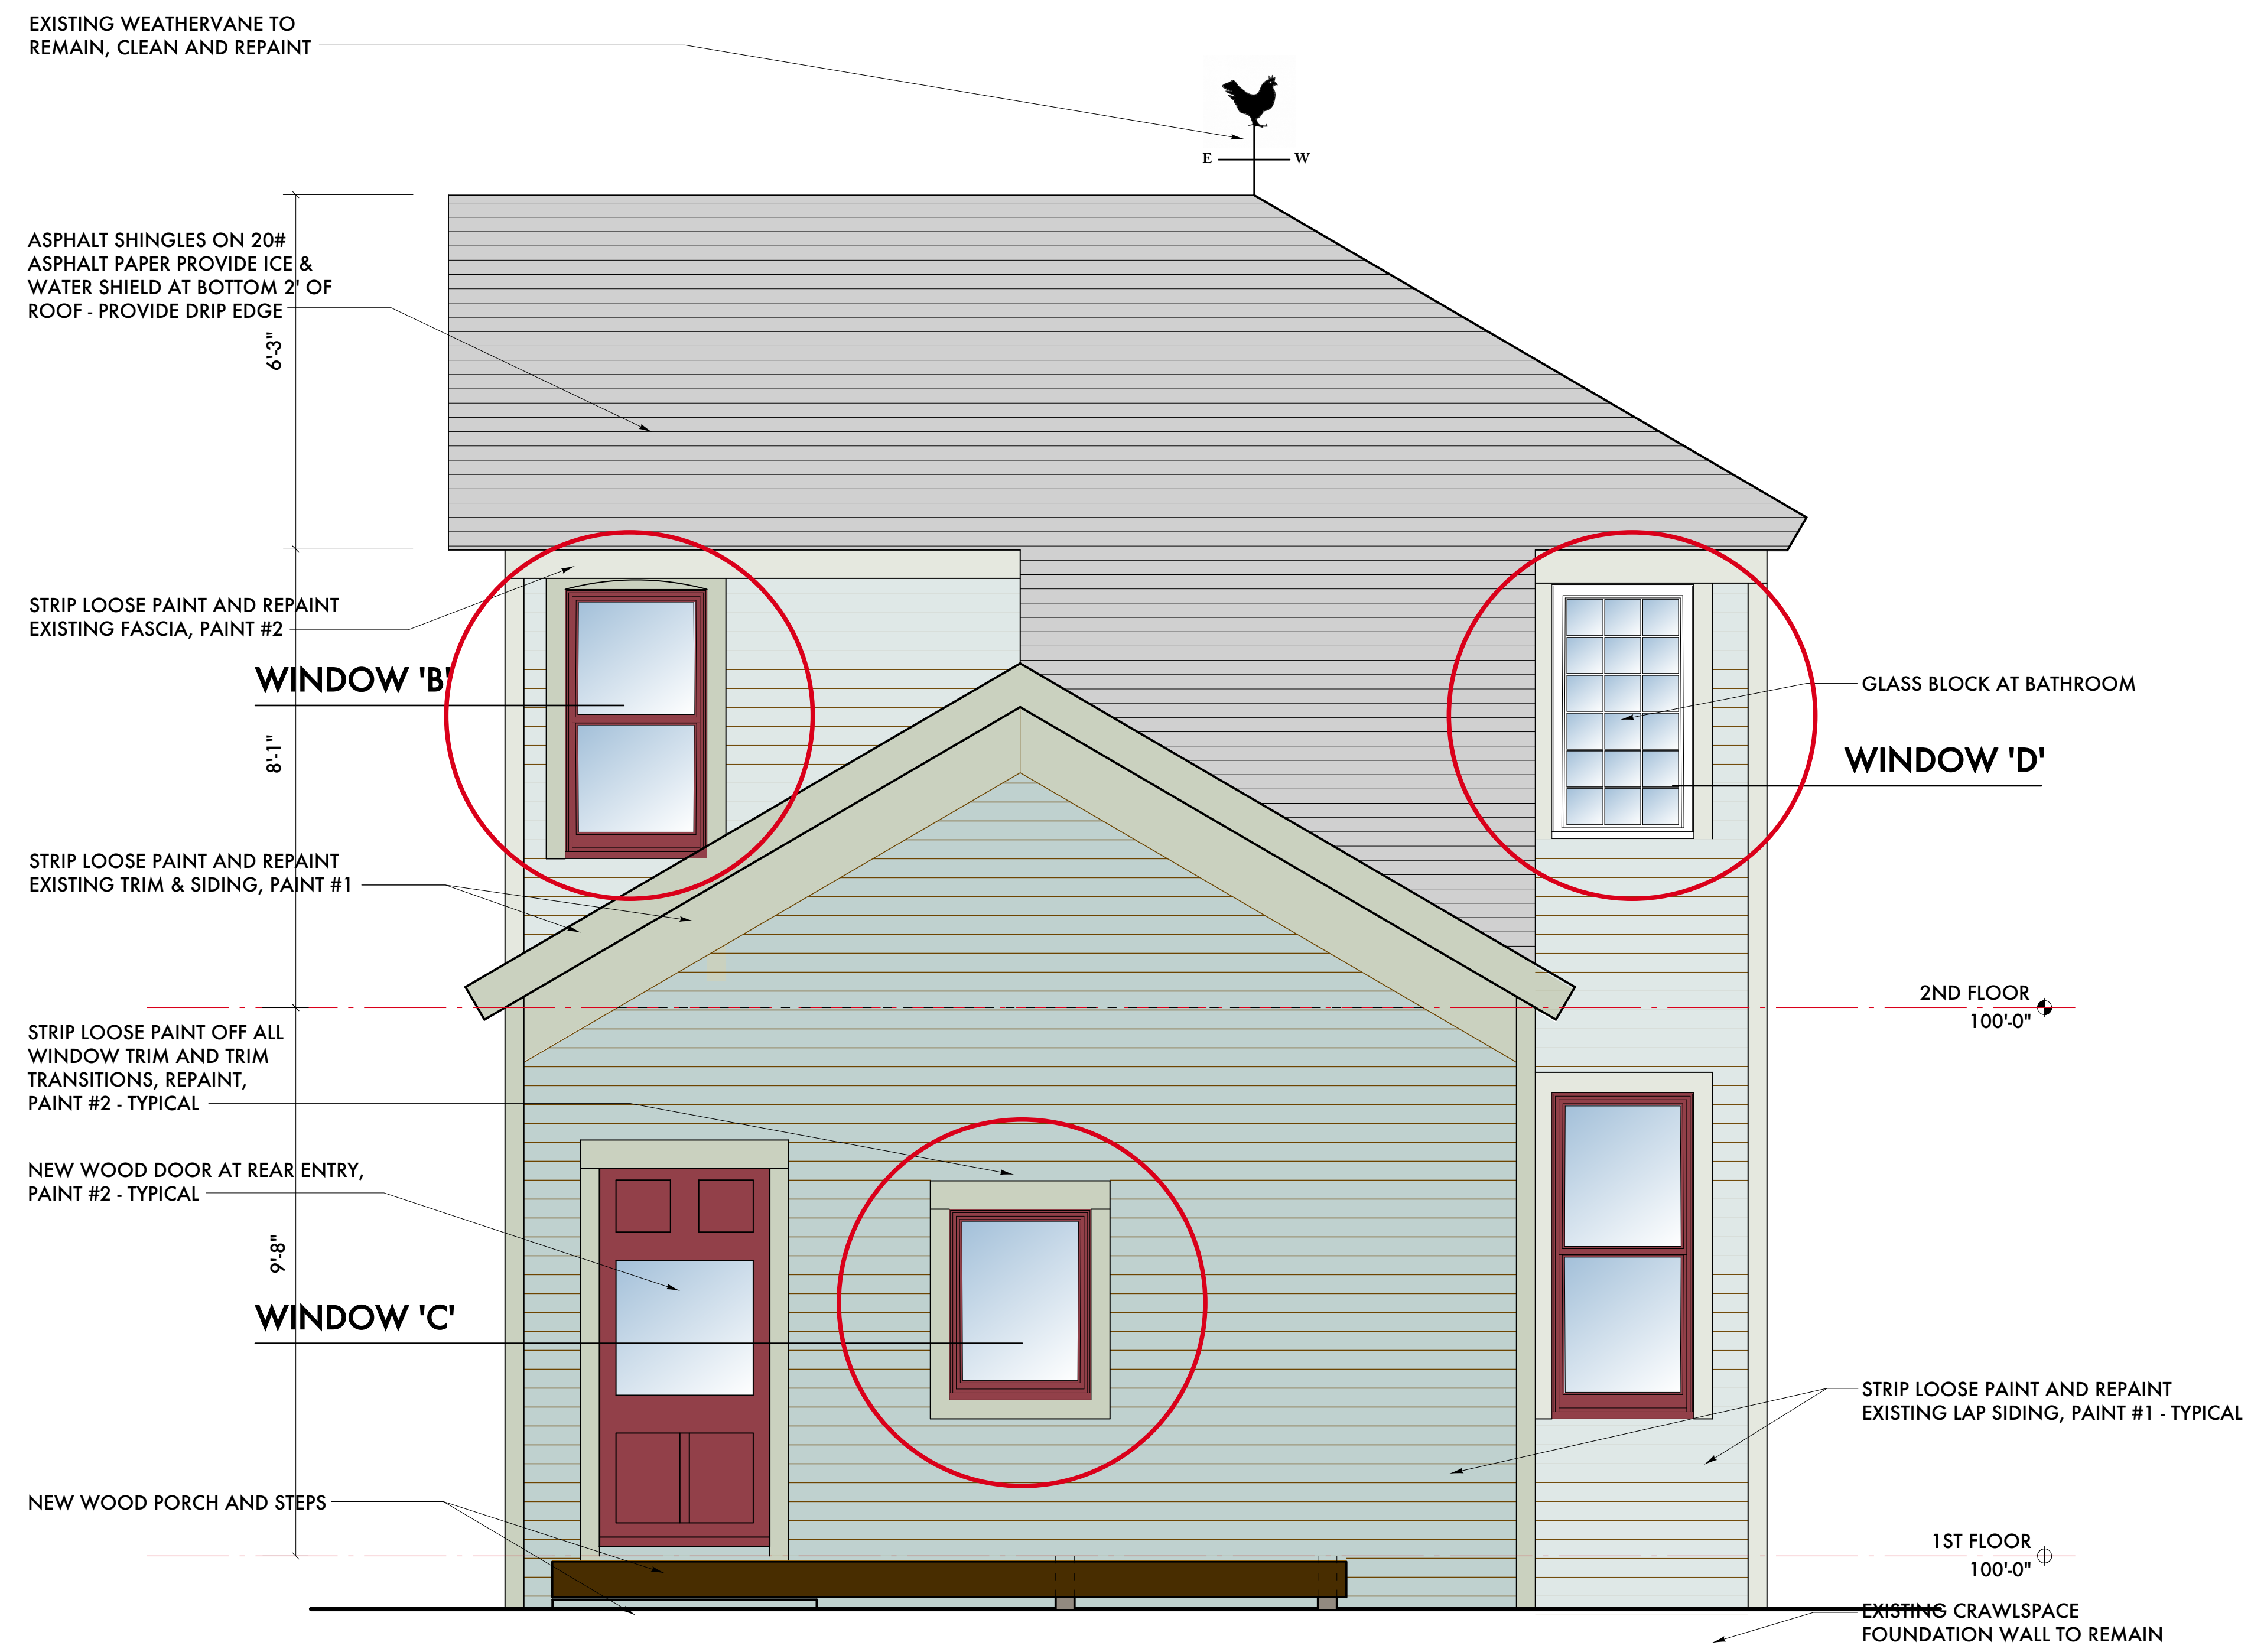 EXISTING WEATHERVANE TO
REMAIN, CLEAN AND REPAINT
E
W
ASPHALT SHINGLES ON 20#
ASPHALT PAPER PROVIDE ICE &
WATER SHIELD AT BOTTOM 2' OF
ROOF - PROVIDE DRIP EDGE
6'-3"
STRIP LOOSE PAINT AND REPAINT
EXISTING FASCIA, PAINT #2
WINDOW 'B'
GLASS BLOCK AT BATHROOM
WINDOW 'D'
8'-1"
STRIP LOOSE PAINT AND REPAINT
EXISTING TRIM & SIDING, PAINT #1
2ND FLOOR
100'-0"
STRIP LOOSE PAINT OFF ALL
WINDOW TRIM AND TRIM
TRANSITIONS, REPAINT,
PAINT #2 - TYPICAL
NEW WOOD DOOR AT REAR ENTRY,
PAINT #2 - TYPICAL
9'-8"
WINDOW 'C'
STRIP LOOSE PAINT AND REPAINT
EXISTING LAP SIDING, PAINT #1 - TYPICAL
NEW WOOD PORCH AND STEPS
1ST FLOOR
100'-0"
EXISTING CRAWLSPACE
FOUNDATION WALL TO REMAIN